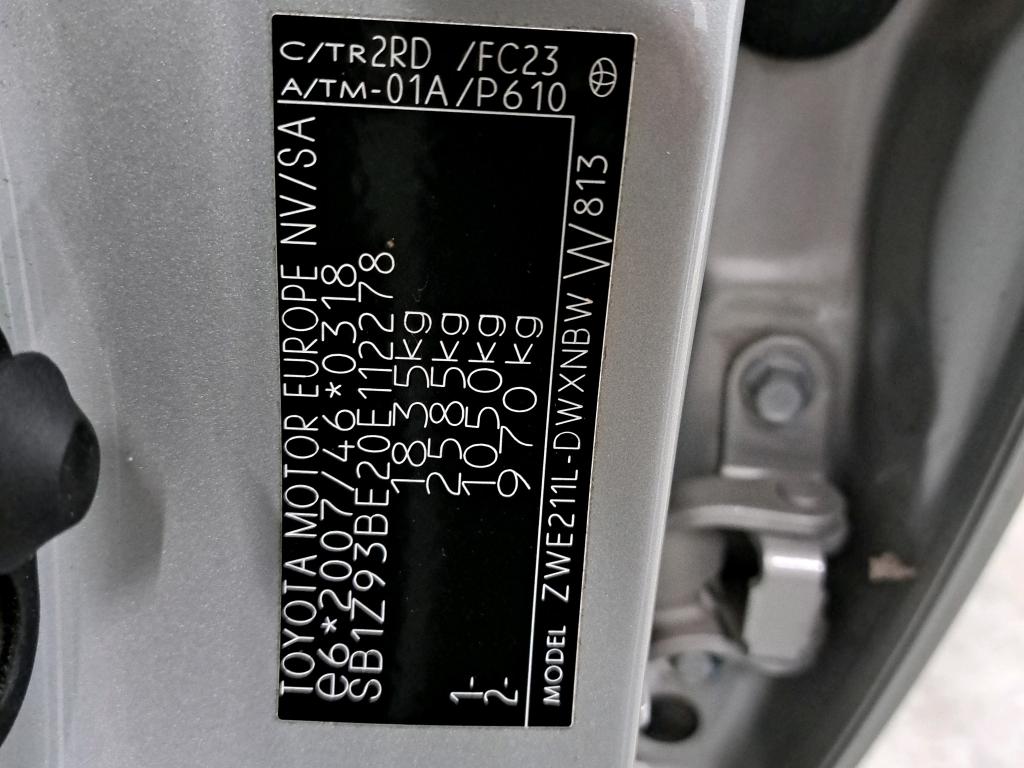 TOYOTA MOTOR EUROPE NV/SA
e6*2007/46*0318
SB1Z93BE20E112278
1835kg
2585kg
1- 1050kg
2- 970kg
MODEL ZWE211L-DWXNBW W813
C/TR2RD /FC23
A/TM-01A/P610